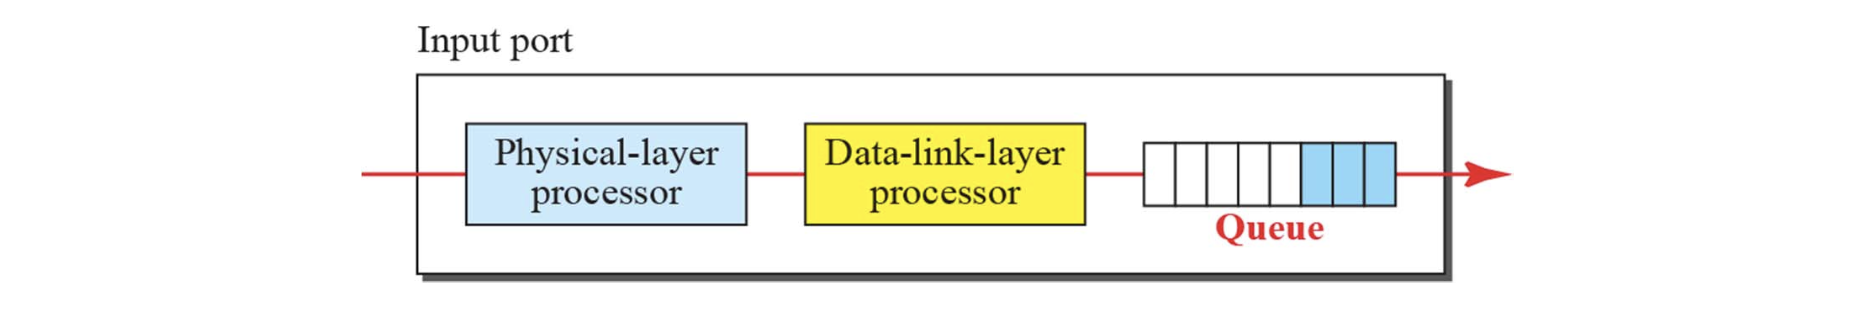 Input port
Physical-layer
processor
Data-link-layer
processor
Queue